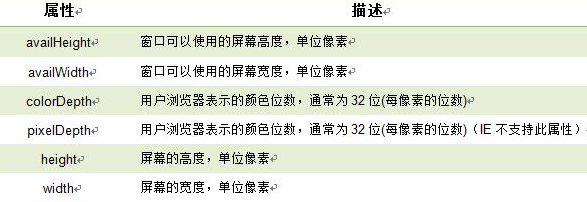 属性 描述
availHeight 窗口可以使用的屏幕高度，单位像素
availWidth 窗口可以使用的屏幕宽度，单位像素
colorDepth 用户浏览器表示的颜色位数，通常为 32 位(每像素的位数)
pixelDepth 用户浏览器表示的颜色位数，通常为 32 位(每像素的位数)（IE 不支持此属性）
height 屏幕的高度，单位像素
width 屏幕的宽度，单位像素